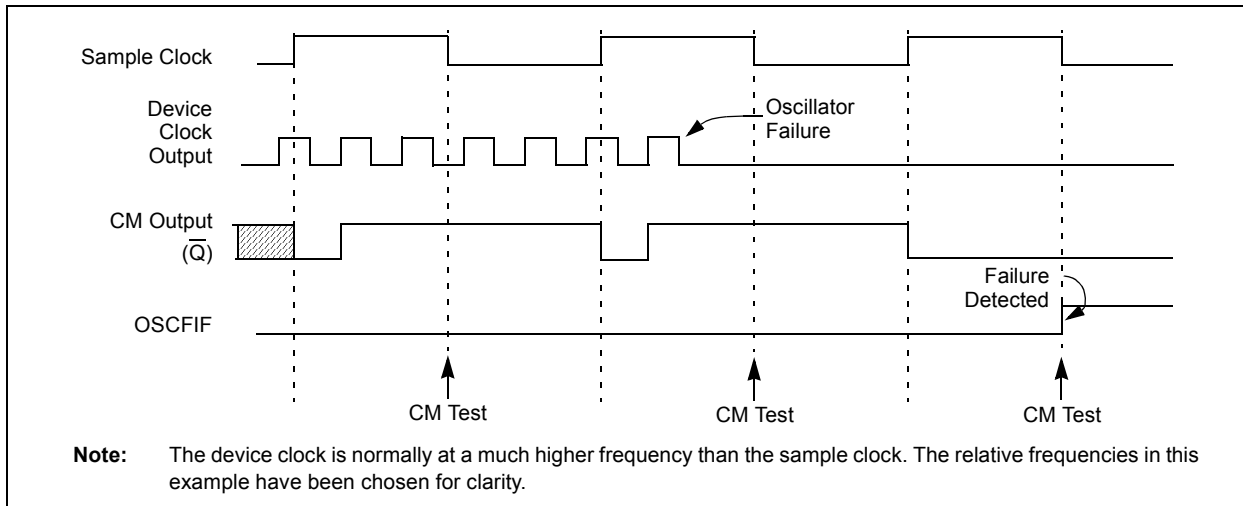 Sample Clock
Device
Clock
Output
Oscillator
Failure
CM Output
(Q̅)
Failure
Detected
OSCFIF
CM Test
CM Test
CM Test
Note: The device clock is normally at a much higher frequency than the sample clock. The relative frequencies in this
example have been chosen for clarity.